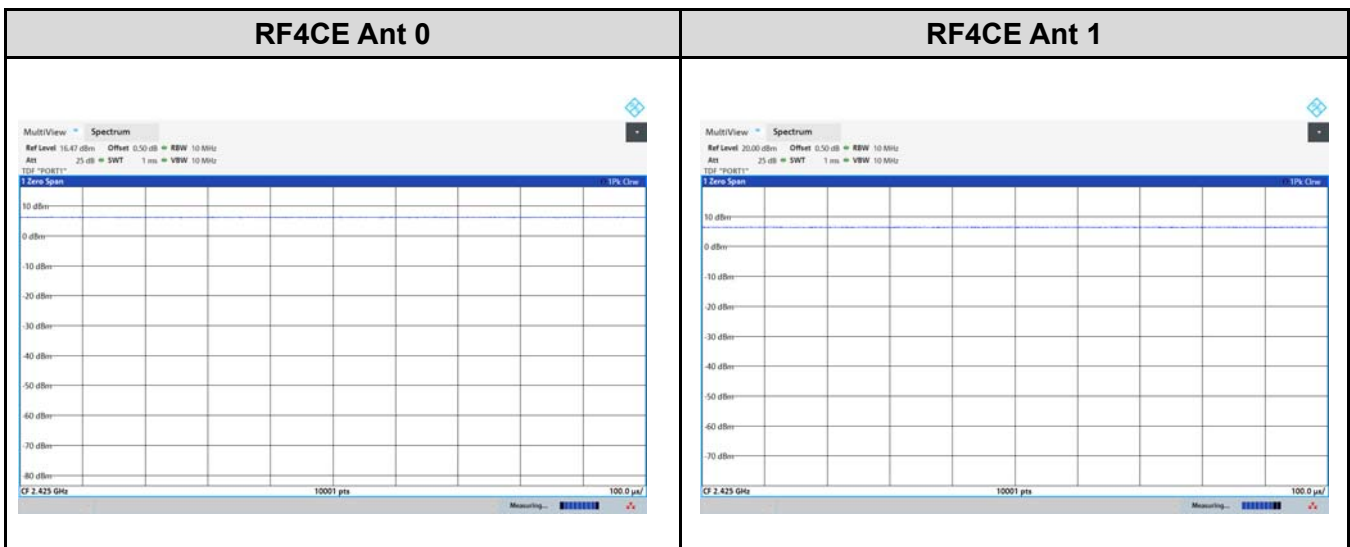 RF4CE Ant 0
MultiView Spectrum
Ref Level 16.47 dBm Offset 0.50 dB RBW 10 MHz
Att 25 dB SWT 1 ms VBW 10 MHz
TDF "PORT1"
1 Zero Span 1Pk Clrw
10 dBm
0 dBm
-10 dBm
-20 dBm
-30 dBm
-40 dBm
-50 dBm
-60 dBm
-70 dBm
-80 dBm
CF 2.425 GHz 10001 pts 100.0 µs/
Measuring...
RF4CE Ant 1
MultiView Spectrum
Ref Level 20.00 dBm Offset 0.50 dB RBW 10 MHz
Att 25 dB SWT 1 ms VBW 10 MHz
TDF "PORT1"
1 Zero Span 1Pk Clrw
10 dBm
0 dBm
-10 dBm
-20 dBm
-30 dBm
-40 dBm
-50 dBm
-60 dBm
-70 dBm
CF 2.425 GHz 10001 pts 100.0 µs/
Measuring...